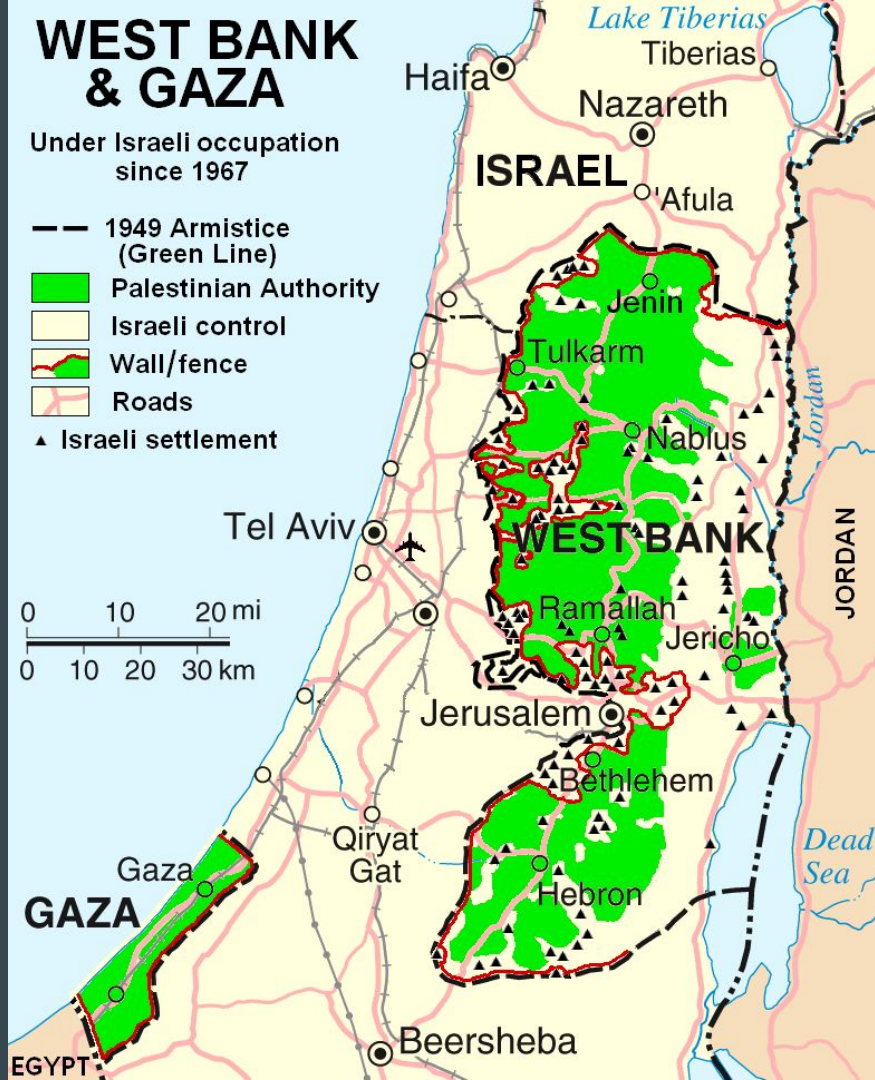 WEST BANK
& GAZA
Under Israeli occupation
since 1967
1949 Armistice
(Green Line)
Palestinian Authority
Israeli control
Wall/fence
Roads
Israeli settlement
Lake Tiberias
Tiberias
Haifa
Nazareth
ISRAEL
'Afula
Jenin
Tulkarm
Jordan
Nablus
Tel Aviv
WEST BANK
JORDAN
0 10 20 mi
0 10 20 30 km
Ramallah
Jericho
Jerusalem
Bethlehem
Qiryat
Gat
Dead
Sea
Gaza
GAZA
Hebron
Beersheba
EGYPT